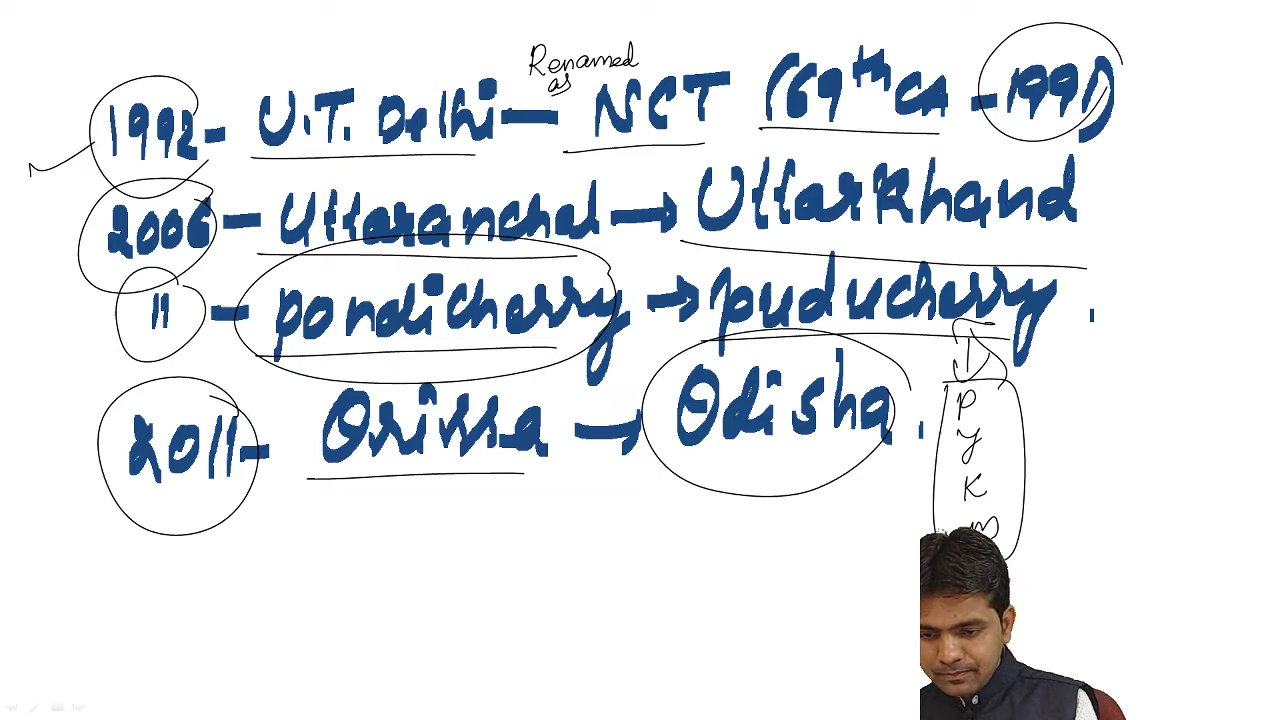 Renamed as
1992 - U.T. Delhi — NCT (69th CA - 1991)
2006 - Uttaranchal → Uttarkhand
11 - pondicherry → puducherry .
2011 - Orissa → Odisha .
P
Y
K
m